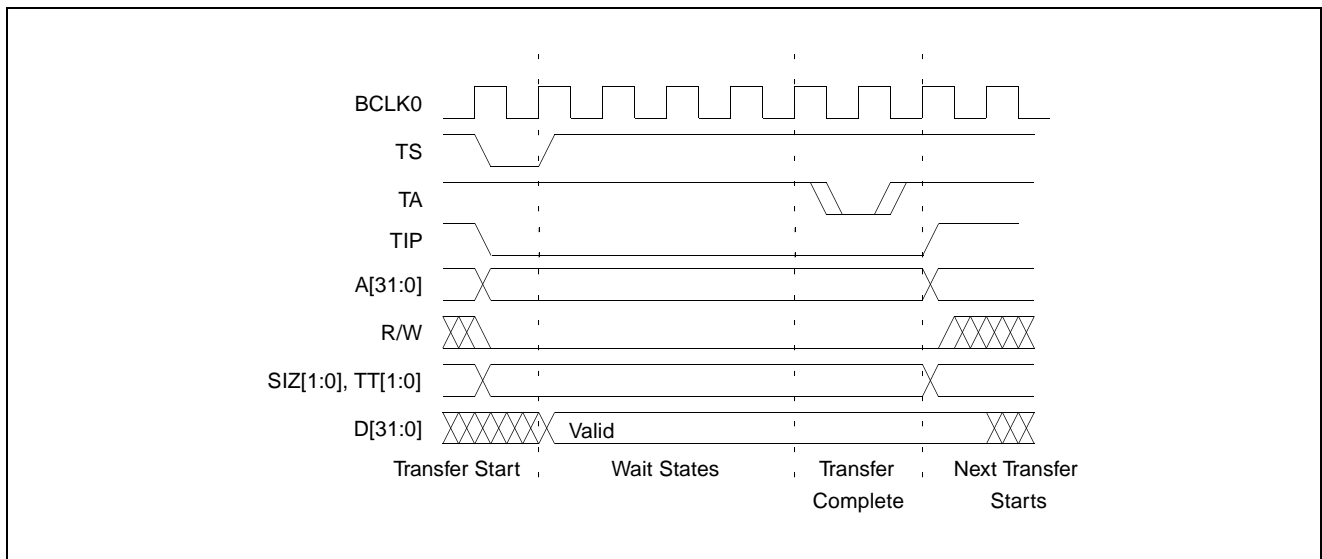 BCLK0
TS
TA
TIP
A[31:0]
R/W
SIZ[1:0], TT[1:0]
D[31:0]
Valid
Transfer Start
Wait States
Transfer
Complete
Next Transfer
Starts